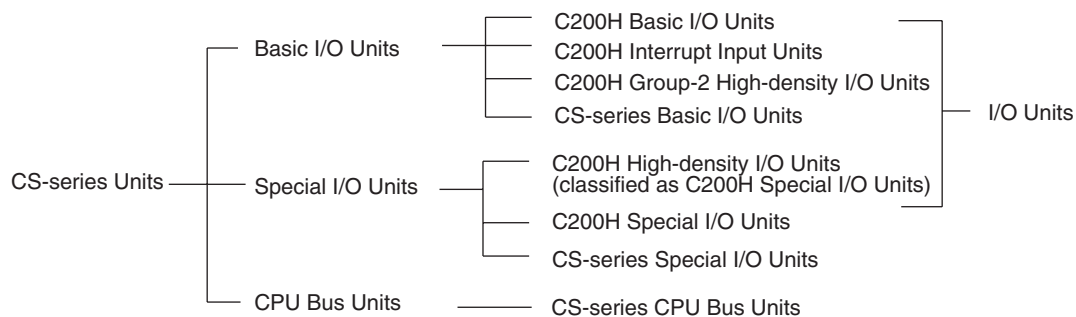 CS-series Units
Basic I/O Units
C200H Basic I/O Units
C200H Interrupt Input Units
C200H Group-2 High-density I/O Units
CS-series Basic I/O Units
I/O Units
Special I/O Units
C200H High-density I/O Units
(classified as C200H Special I/O Units)
C200H Special I/O Units
CS-series Special I/O Units
CPU Bus Units
CS-series CPU Bus Units